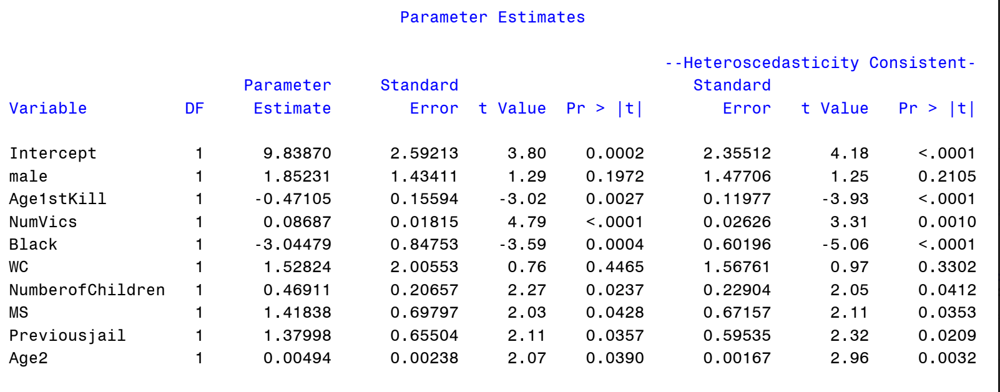 Parameter Estimates
--Heteroscedasticity Consistent-
Parameter Standard Standard
Variable DF Estimate Error t Value Pr > |t| Error t Value Pr > |t|
Intercept 1 9.83870 2.59213 3.80 0.0002 2.35512 4.18 <.0001
male 1 1.85231 1.43411 1.29 0.1972 1.47706 1.25 0.2105
Age1stKill 1 -0.47105 0.15594 -3.02 0.0027 0.11977 -3.93 <.0001
NumVics 1 0.08687 0.01815 4.79 <.0001 0.02626 3.31 0.0010
Black 1 -3.04479 0.84753 -3.59 0.0004 0.60196 -5.06 <.0001
WC 1 1.52824 2.00553 0.76 0.4465 1.56761 0.97 0.3302
NumberofChildren 1 0.46911 0.20657 2.27 0.0237 0.22904 2.05 0.0412
MS 1 1.41838 0.69797 2.03 0.0428 0.67157 2.11 0.0353
Previousjail 1 1.37998 0.65504 2.11 0.0357 0.59535 2.32 0.0209
Age2 1 0.00494 0.00238 2.07 0.0390 0.00167 2.96 0.0032